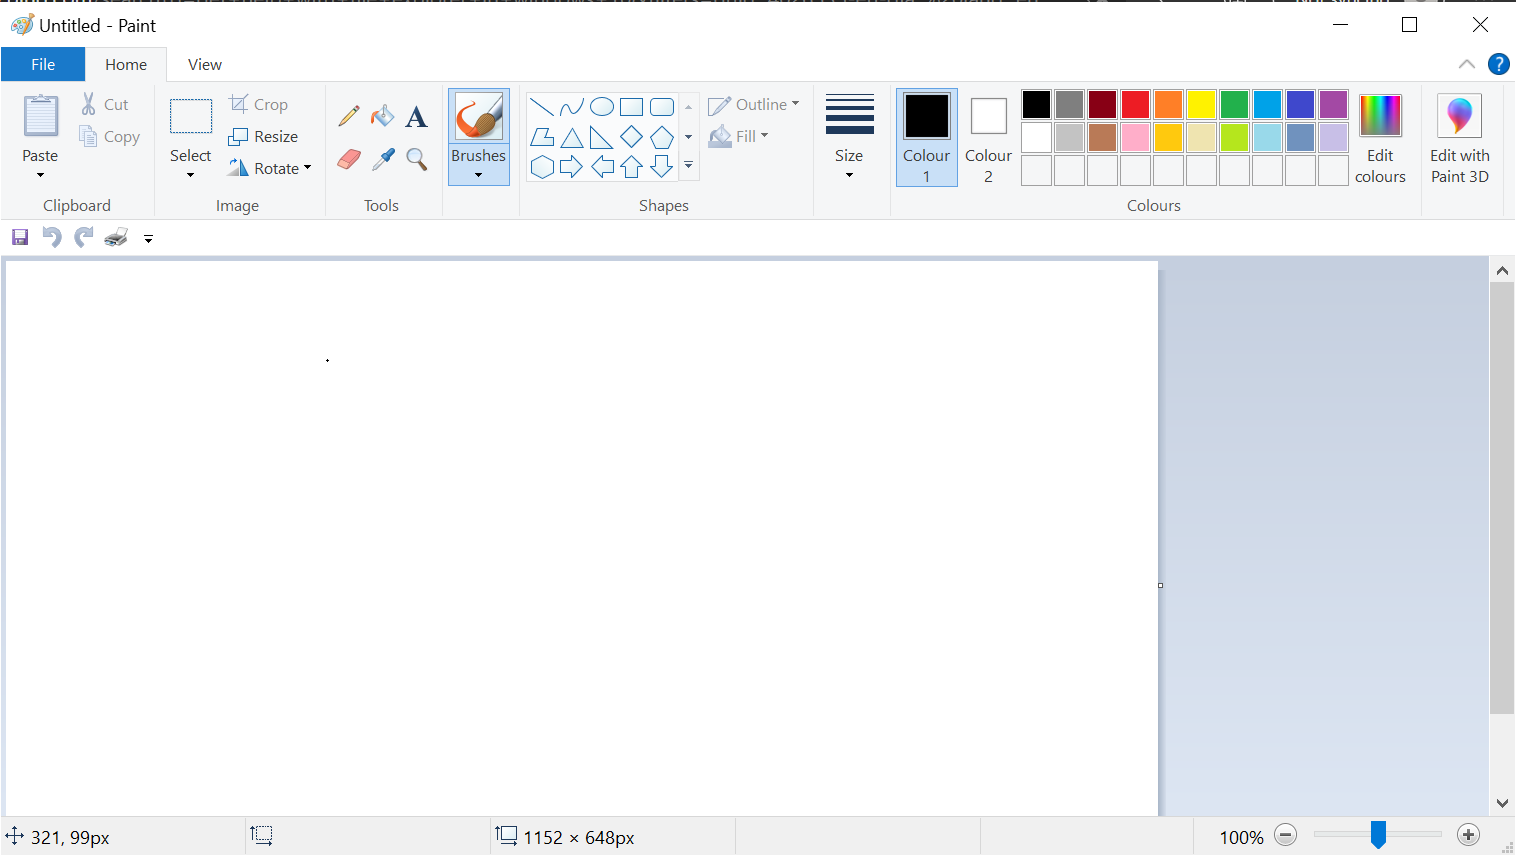 Untitled - Paint
File
Home
View
?
Paste
Cut
Copy
Clipboard
Select
Crop
Resize
Rotate
Image
A
Tools
Brushes
Outline
Fill
Shapes
Size
Colour
1
Colour
2
Edit
colours
Colours
Edit with
Paint 3D
321, 99px
1152 × 648px
100%